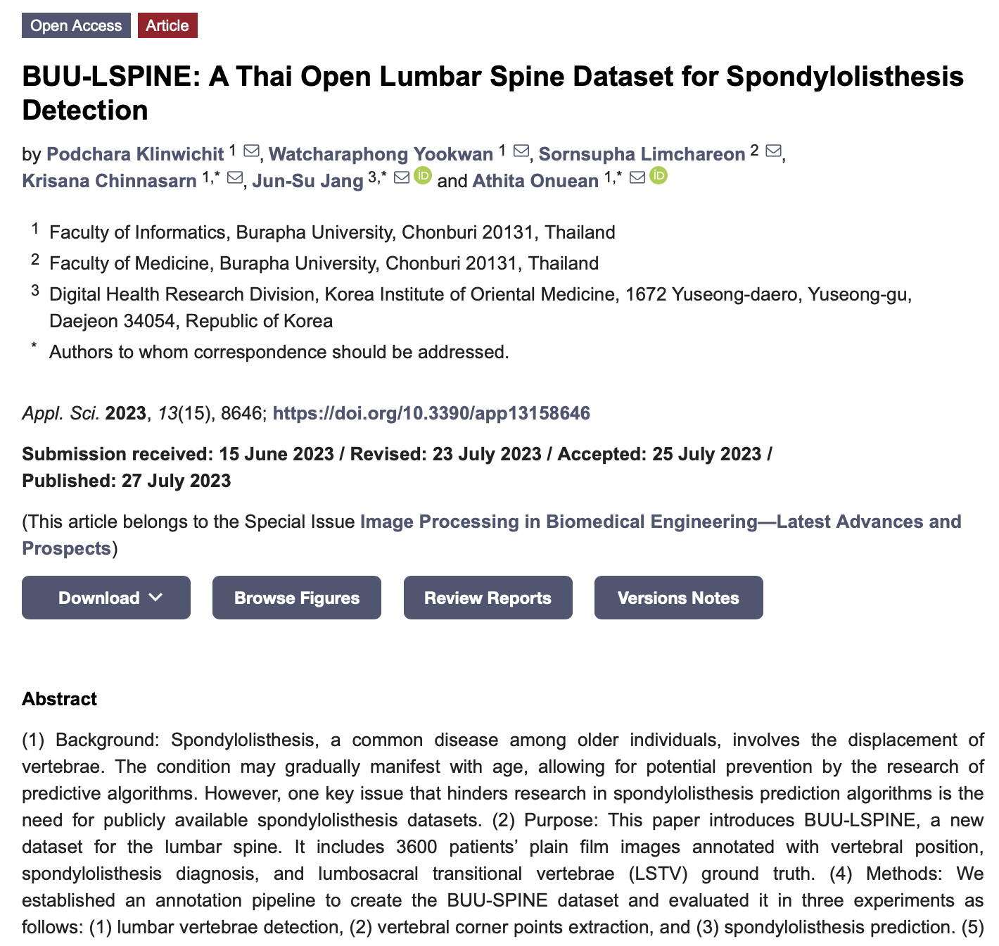 Open Access Article
BUU-LSPINE: A Thai Open Lumbar Spine Dataset for Spondylolisthesis
Detection
by Podchara Klinwichit 1 , Watcharaphong Yookwan 1 , Sornsupha Limchareon 2 ,
Krisana Chinnasarn 1,* , Jun-Su Jang 3,* iD and Athita Onuean 1,* iD
1 Faculty of Informatics, Burapha University, Chonburi 20131, Thailand
2 Faculty of Medicine, Burapha University, Chonburi 20131, Thailand
3 Digital Health Research Division, Korea Institute of Oriental Medicine, 1672 Yuseong-daero, Yuseong-gu,
Daejeon 34054, Republic of Korea
* Authors to whom correspondence should be addressed.
Appl. Sci. 2023, 13(15), 8646; https://doi.org/10.3390/app13158646
Submission received: 15 June 2023 / Revised: 23 July 2023 / Accepted: 25 July 2023 /
Published: 27 July 2023
(This article belongs to the Special Issue Image Processing in Biomedical Engineering—Latest Advances and
Prospects)
Download Browse Figures Review Reports Versions Notes
Abstract
(1) Background: Spondylolisthesis, a common disease among older individuals, involves the displacement of
vertebrae. The condition may gradually manifest with age, allowing for potential prevention by the research of
predictive algorithms. However, one key issue that hinders research in spondylolisthesis prediction algorithms is the
need for publicly available spondylolisthesis datasets. (2) Purpose: This paper introduces BUU-LSPINE, a new
dataset for the lumbar spine. It includes 3600 patients’ plain film images annotated with vertebral position,
spondylolisthesis diagnosis, and lumbosacral transitional vertebrae (LSTV) ground truth. (4) Methods: We
established an annotation pipeline to create the BUU-SPINE dataset and evaluated it in three experiments as
follows: (1) lumbar vertebrae detection, (2) vertebral corner points extraction, and (3) spondylolisthesis prediction. (5)